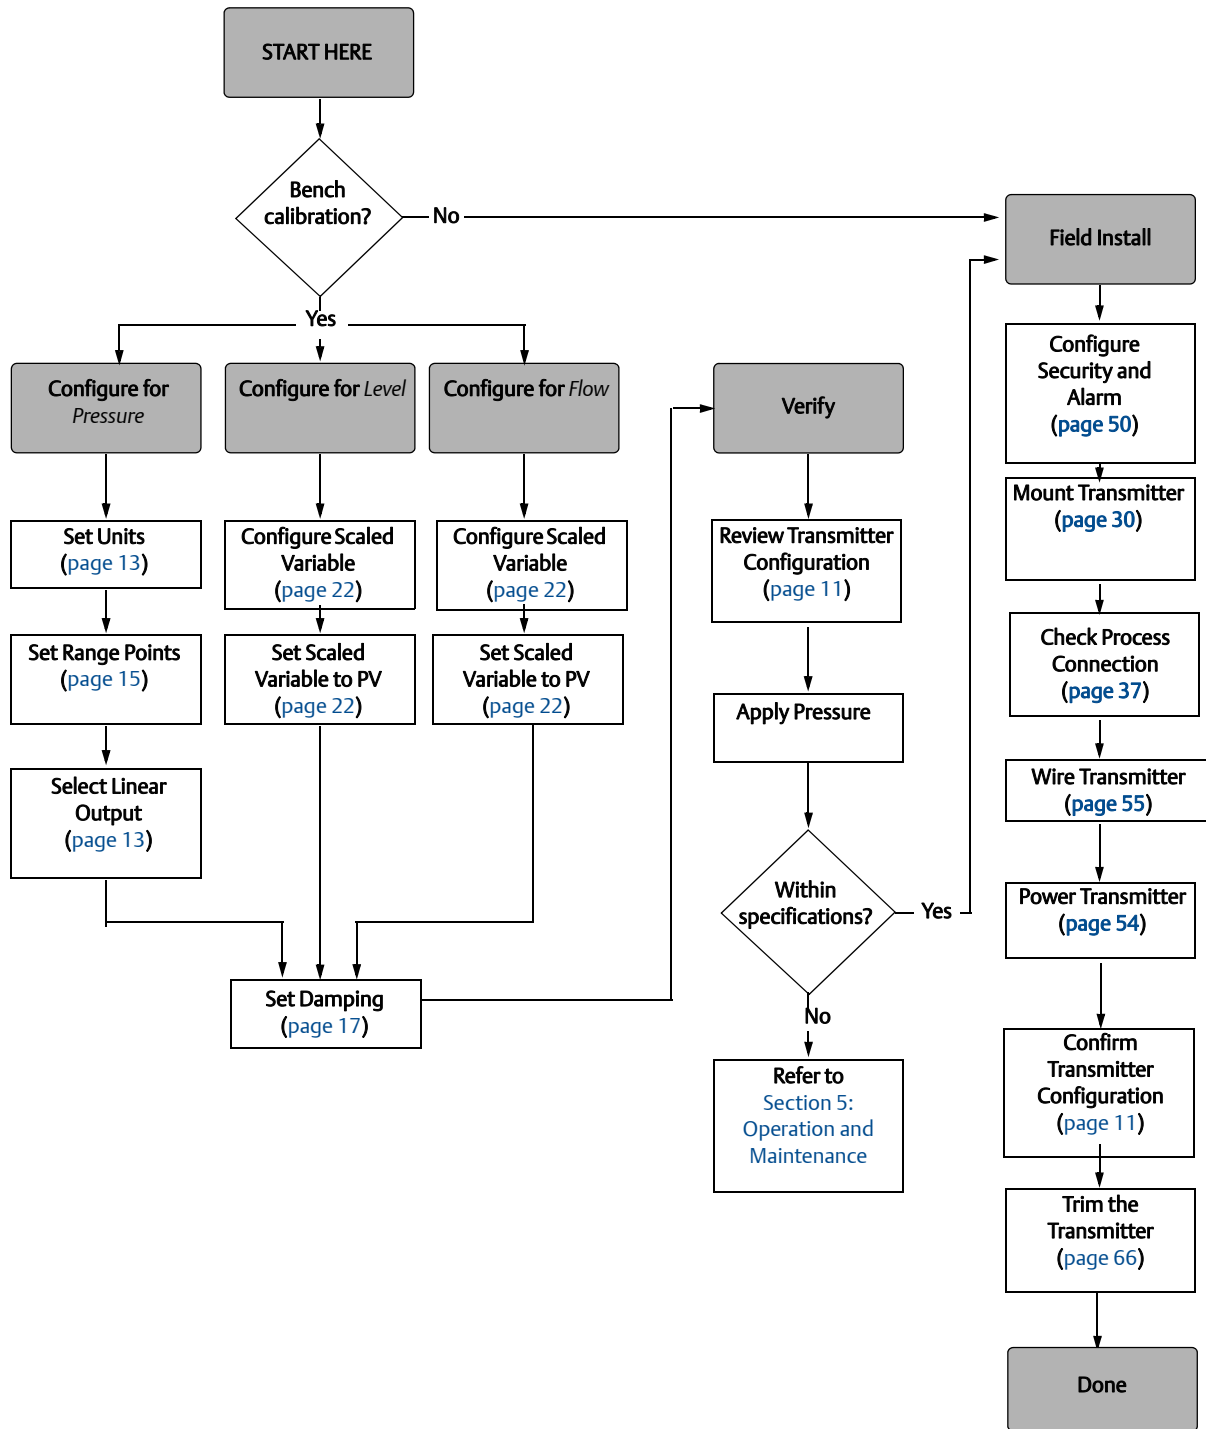 START HERE
Bench
calibration?
No
Yes
Configure for
Pressure
Set Units
(page 13)
Set Range Points
(page 15)
Select Linear
Output
(page 13)
Configure for Level
Configure Scaled
Variable
(page 22)
Set Scaled
Variable to PV
(page 22)
Configure for Flow
Configure Scaled
Variable
(page 22)
Set Scaled
Variable to PV
(page 22)
Set Damping
(page 17)
Verify
Review Transmitter
Configuration
(page 11)
Apply Pressure
Within
specifications?
Yes
No
Refer to
Section 5:
Operation and
Maintenance
Field Install
Configure
Security and
Alarm
(page 50)
Mount Transmitter
(page 30)
Check Process
Connection
(page 37)
Wire Transmitter
(page 55)
Power Transmitter
(page 54)
Confirm
Transmitter
Configuration
(page 11)
Trim the
Transmitter
(page 66)
Done